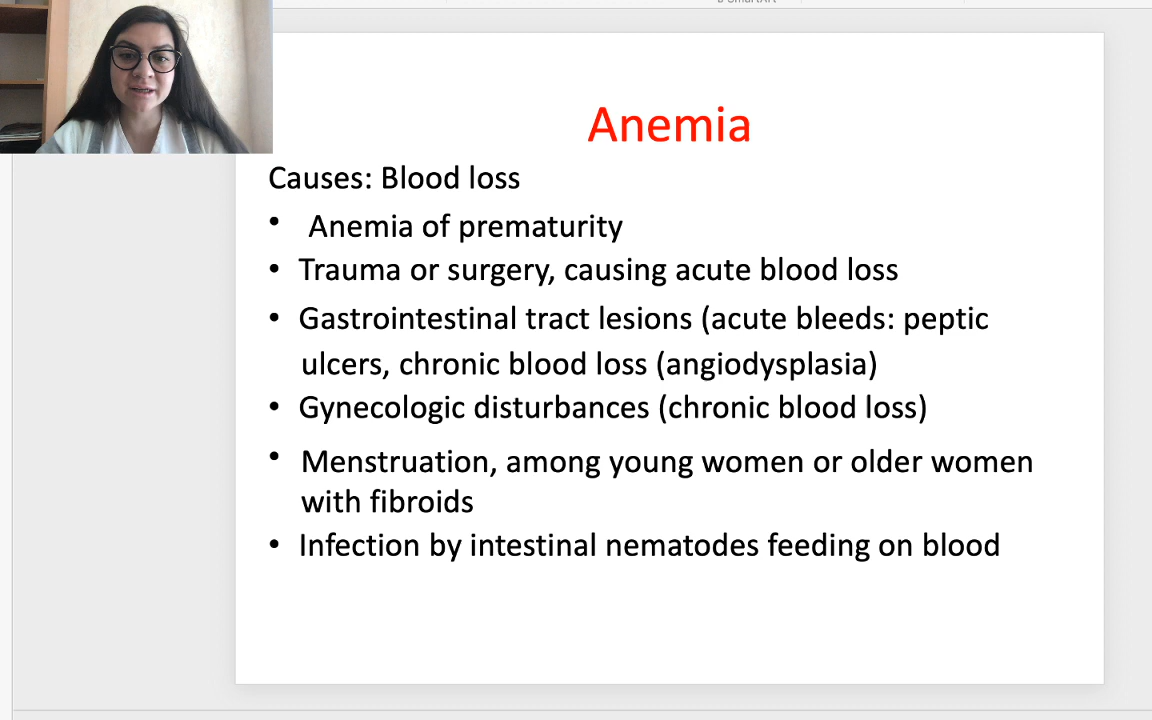 Anemia
Causes: Blood loss
• Anemia of prematurity
• Trauma or surgery, causing acute blood loss
• Gastrointestinal tract lesions (acute bleeds: peptic
ulcers, chronic blood loss (angiodysplasia)
• Gynecologic disturbances (chronic blood loss)
• Menstruation, among young women or older women
with fibroids
• Infection by intestinal nematodes feeding on blood